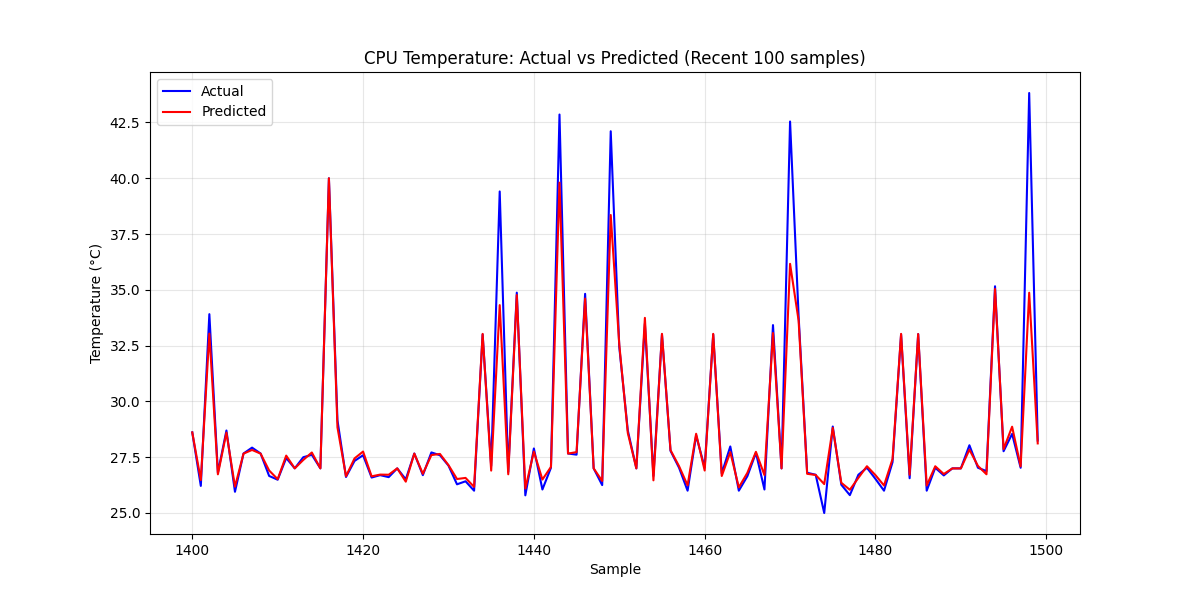 CPU Temperature: Actual vs Predicted (Recent 100 samples)
Actual
Predicted
Temperature (°C)
42.5
40.0
37.5
35.0
32.5
30.0
27.5
25.0
1400 1420 1440 1460 1480 1500
Sample